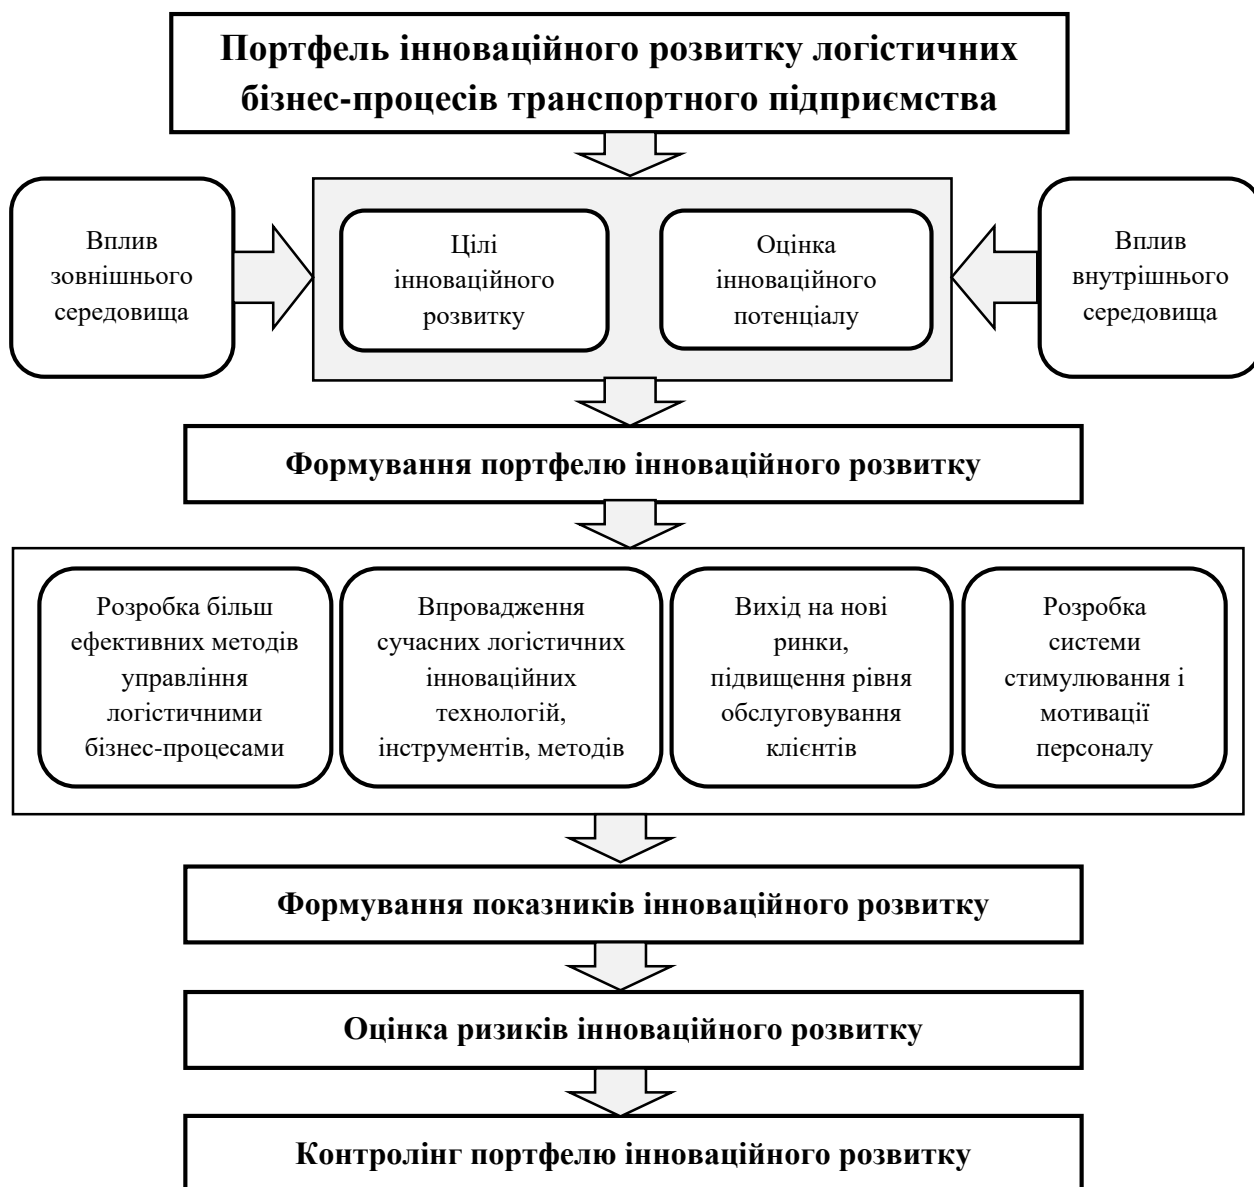 Портфель інноваційного розвитку логістичних
бізнес-процесів транспортного підприємства
Вплив
зовнішнього
середовища
Цілі
інноваційного
розвитку
Оцінка
інноваційного
потенціалу
Вплив
внутрішнього
середовища
Формування портфелю інноваційного розвитку
Розробка більш
ефективних методів
управління
логістичними
бізнес-процесами
Впровадження
сучасних логістичних
інноваційних
технологій,
інструментів, методів
Вихід на нові
ринки,
підвищення рівня
обслуговування
клієнтів
Розробка
системи
стимулювання і
мотивації
персоналу
Формування показників інноваційного розвитку
Оцінка ризиків інноваційного розвитку
Контролінг портфелю інноваційного розвитку